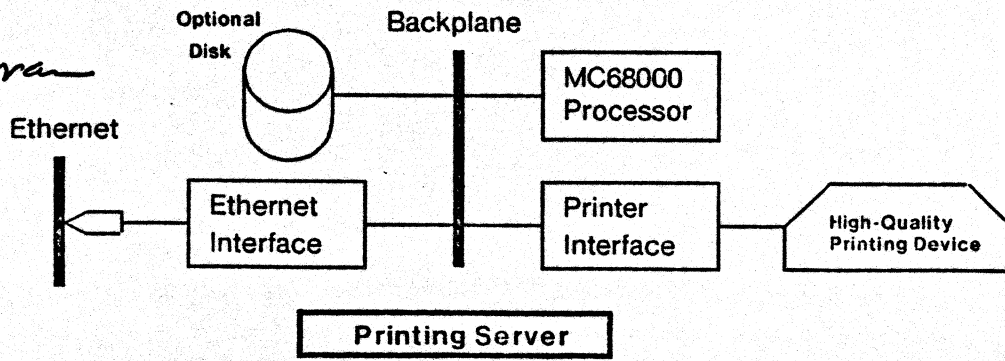 Optional
Disk
Backplane
Ethernet
MC68000
Processor
Ethernet
Interface
Printer
Interface
High-Quality
Printing Device
Printing Server